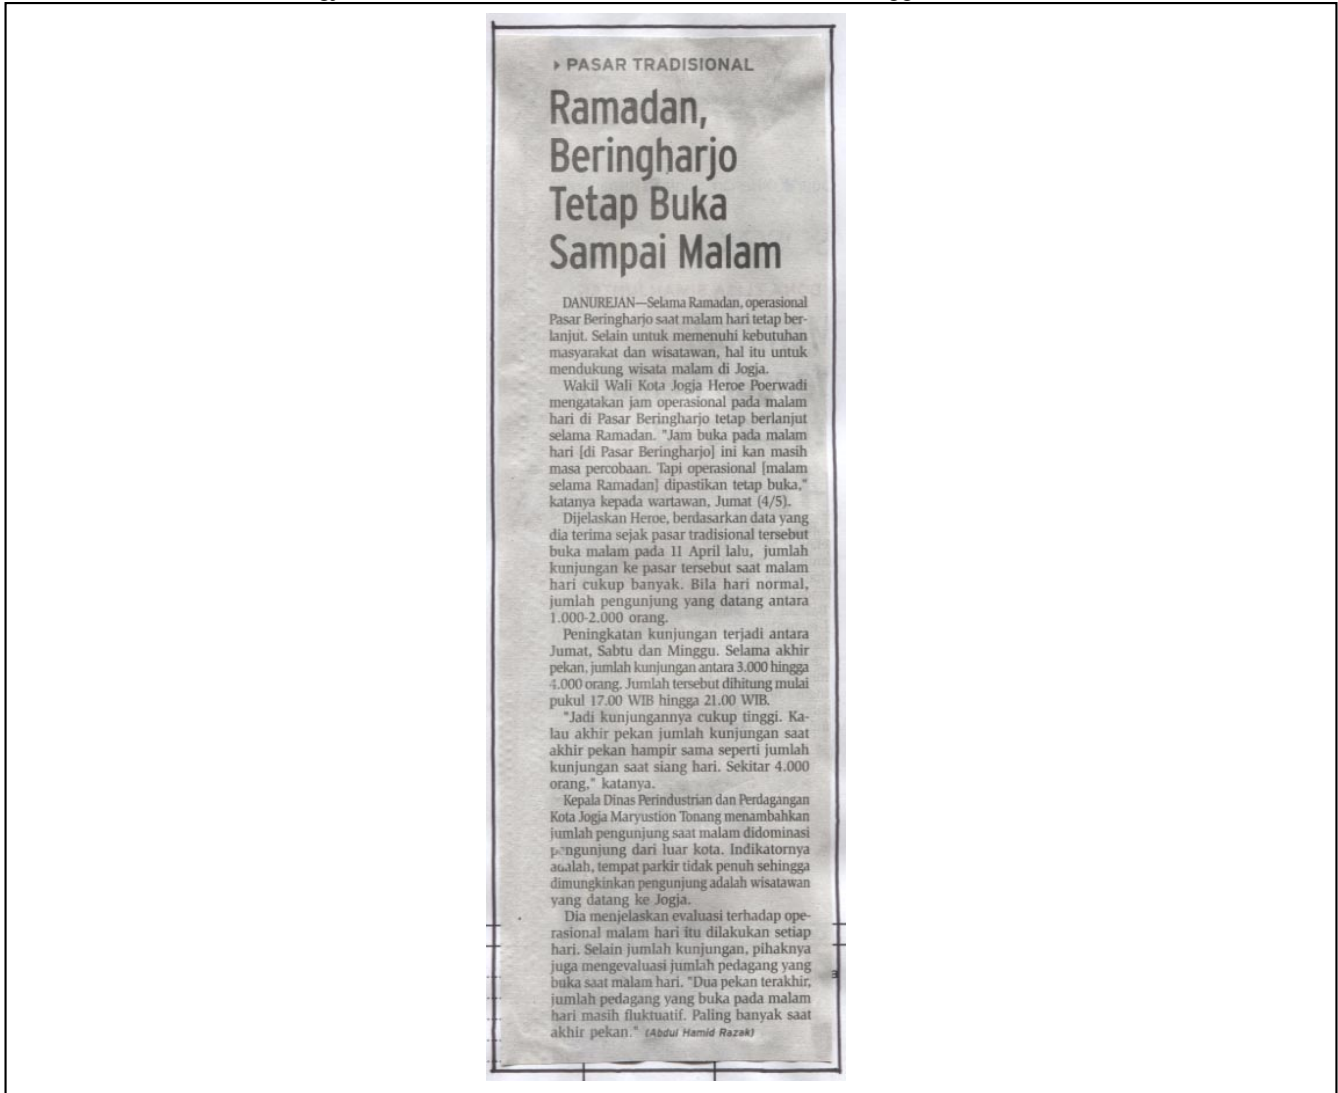 PASAR TRADISIONAL
Ramadan,
Beringharjo
Tetap Buka
Sampai Malam
DANUREJAN—Selama Ramadan, operasional
Pasar Beringharjo saat malam hari tetap ber-
lanjut. Selain untuk memenuhi kebutuhan
masyarakat dan wisatawan, hal itu untuk
mendukung wisata malam di Jogja.
Wakil Wali Kota Jogja Heroe Poerwadi
mengatakan jam operasional pada malam
hari di Pasar Beringharjo tetap berlanjut
selama Ramadan. "Jam buka pada malam
hari [di Pasar Beringharjo] ini kan masih
masa percobaan. Tapi operasional [malam
selama Ramadan] dipastikan tetap buka,"
katanya kepada wartawan, Jumat (4/5).
Dijelaskan Heroe, berdasarkan data yang
dia terima sejak pasar tradisional tersebut
buka malam pada 11 April lalu, jumlah
kunjungan ke pasar tersebut saat malam
hari cukup banyak. Bila hari normal,
jumlah pengunjung yang datang antara
1.000-2.000 orang.
Peningkatan kunjungan terjadi antara
Jumat, Sabtu dan Minggu. Selama akhir
pekan, jumlah kunjungan antara 3.000 hingga
4.000 orang. Jumlah tersebut dihitung mulai
pukul 17.00 WIB hingga 21.00 WIB.
"Jadi kunjungannya cukup tinggi. Ka-
lau akhir pekan jumlah kunjungan saat
akhir pekan hampir sama seperti jumlah
kunjungan saat siang hari. Sekitar 4.000
orang," katanya.
Kepala Dinas Perindustrian dan Perdagangan
Kota Jogja Maryustion Tonang menambahkan
jumlah pengunjung saat malam didominasi
pengunjung dari luar kota. Indikatornya
adalah, tempat parkir tidak penuh sehingga
dimungkinkan pengunjung adalah wisatawan
yang datang ke Jogja.
Dia menjelaskan evaluasi terhadap ope-
rasional malam hari itu dilakukan setiap
hari. Selain jumlah kunjungan, pihaknya
juga mengevaluasi jumlah pedagang yang
buka saat malam hari. "Dua pekan terakhir,
jumlah pedagang yang buka pada malam
hari masih fluktuatif. Paling banyak saat
akhir pekan." (Abdul Hamid Razak)